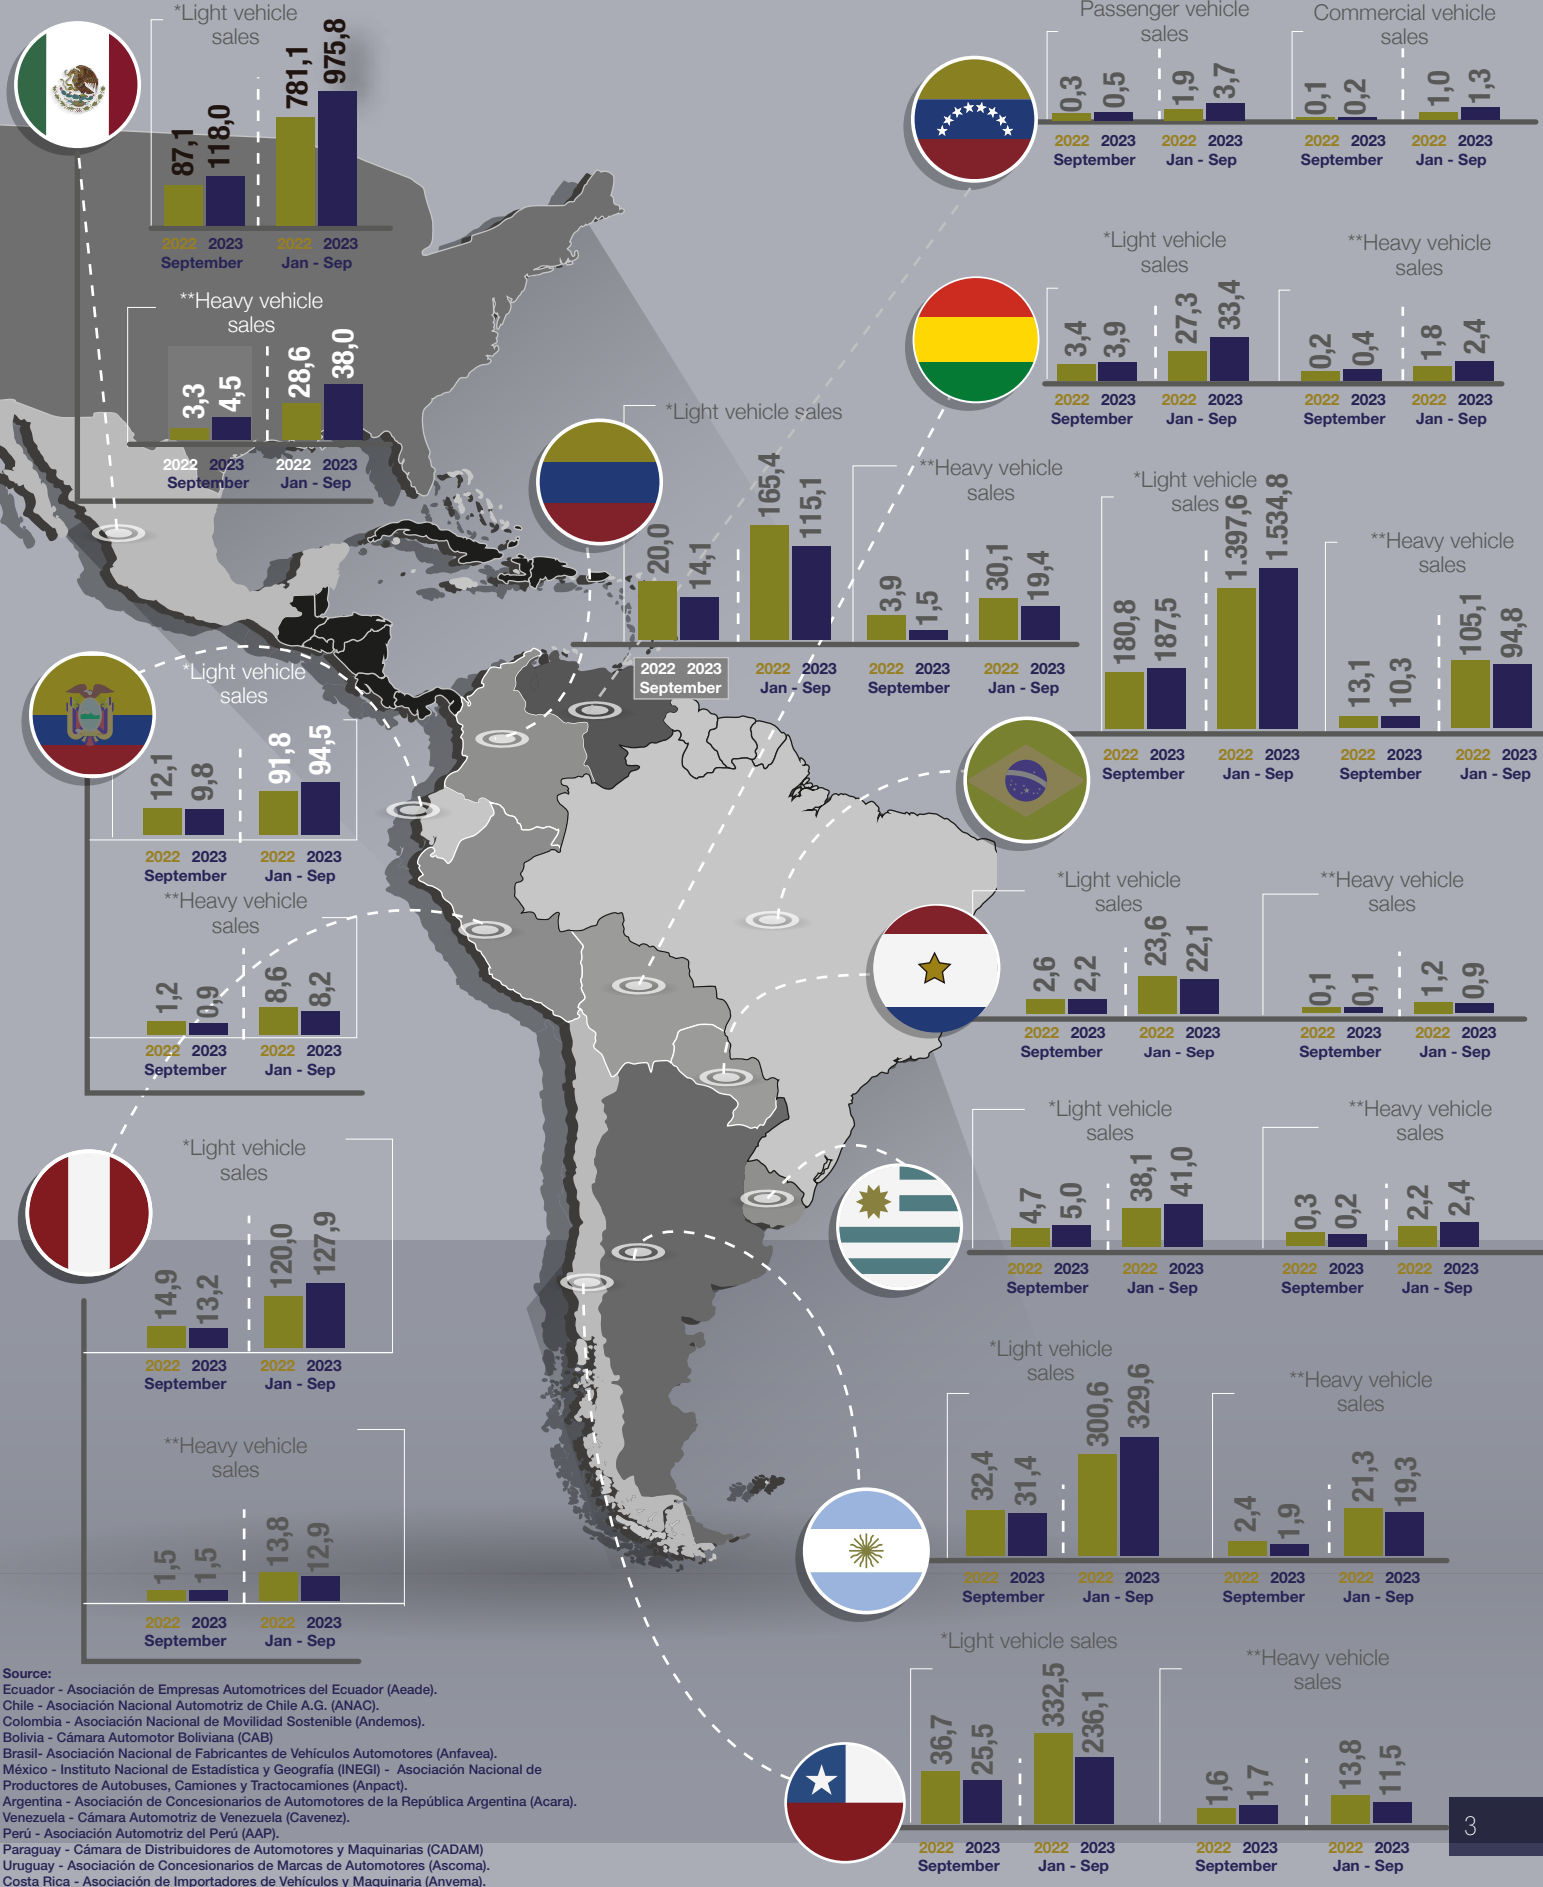 *Light vehicle
sales
87,1
118,0
781,1
975,8
2022 2023
September
2022 2023
Jan - Sep
**Heavy vehicle
sales
3,3
4,5
28,6
38,0
2022 2023
September
2022 2023
Jan - Sep
Passenger vehicle
sales
0,3
0,5
1,9
3,7
2022 2023
September
2022 2023
Jan - Sep
Commercial vehicle
sales
0,1
0,2
1,0
1,3
2022 2023
September
2022 2023
Jan - Sep
*Light vehicle
sales
3,4
3,9
27,3
33,4
2022 2023
September
2022 2023
Jan - Sep
**Heavy vehicle
sales
0,2
0,4
1,8
2,4
2022 2023
September
2022 2023
Jan - Sep
*Light vehicle sales
20,0
14,1
165,4
115,1
2022 2023
September
2022 2023
Jan - Sep
**Heavy vehicle
sales
3,9
1,5
30,1
19,4
2022 2023
September
2022 2023
Jan - Sep
*Light vehicle
sales
180,8
187,5
1.397,6
1.534,8
2022 2023
September
2022 2023
Jan - Sep
**Heavy vehicle
sales
13,1
10,3
105,1
94,8
2022 2023
September
2022 2023
Jan - Sep
*Light vehicle
sales
12,1
9,8
91,8
94,5
2022 2023
September
2022 2023
Jan - Sep
**Heavy vehicle
sales
1,2
0,9
8,6
8,2
2022 2023
September
2022 2023
Jan - Sep
*Light vehicle
sales
2,6
2,2
23,6
22,1
2022 2023
September
2022 2023
Jan - Sep
**Heavy vehicle
sales
0,1
0,1
1,2
0,9
2022 2023
September
2022 2023
Jan - Sep
*Light vehicle
sales
4,7
5,0
38,1
41,0
2022 2023
September
2022 2023
Jan - Sep
**Heavy vehicle
sales
0,3
0,2
2,2
2,4
2022 2023
September
2022 2023
Jan - Sep
*Light vehicle
sales
14,9
13,2
120,0
127,9
2022 2023
September
2022 2023
Jan - Sep
**Heavy vehicle
sales
1,5
1,5
13,8
12,9
2022 2023
September
2022 2023
Jan - Sep
*Light vehicle
sales
32,4
31,4
300,6
329,6
2022 2023
September
2022 2023
Jan - Sep
**Heavy vehicle
sales
2,4
1,9
21,3
19,3
2022 2023
September
2022 2023
Jan - Sep
*Light vehicle sales
36,7
25,5
332,5
236,1
2022 2023
September
2022 2023
Jan - Sep
**Heavy vehicle
sales
1,6
1,7
13,8
11,5
2022 2023
September
2022 2023
Jan - Sep
Source:
Ecuador - Asociación de Empresas Automotrices del Ecuador (Aeade).
Chile - Asociación Nacional Automotriz de Chile A.G. (ANAC).
Colombia - Asociación Nacional de Movilidad Sostenible (Andemos).
Bolivia - Cámara Automotor Boliviana (CAB)
Brasil- Asociación Nacional de Fabricantes de Vehículos Automotores (Anfavea).
México - Instituto Nacional de Estadística y Geografía (INEGI) - Asociación Nacional de
Productores de Autobuses, Camiones y Tractocamiones (Anpact).
Argentina - Asociación de Concesionarios de Automotores de la República Argentina (Acara).
Venezuela - Cámara Automotriz de Venezuela (Cavenez).
Perú - Asociación Automotriz del Perú (AAP).
Paraguay - Cámara de Distribuidores de Automotores y Maquinarias (CADAM)
Uruguay - Asociación de Concesionarios de Marcas de Automotores (Ascoma).
Costa Rica - Asociación de Importadores de Vehículos y Maquinaria (Anvema).
3